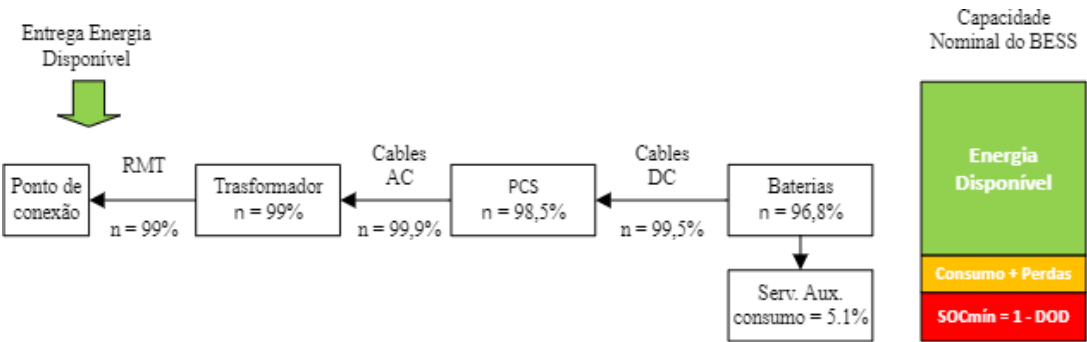 Entrega Energia
Disponível
Capacidade
Nominal do BESS
Ponto de
conexão
RMT
n = 99%
Trasformador
n = 99%
Cables
AC
n = 99,9%
PCS
n = 98,5%
Cables
DC
n = 99,5%
Baterias
n = 96,8%
Serv. Aux.
consumo = 5.1%
Energia
Disponível
Consumo + Perdas
SOCmín = 1 - DOD